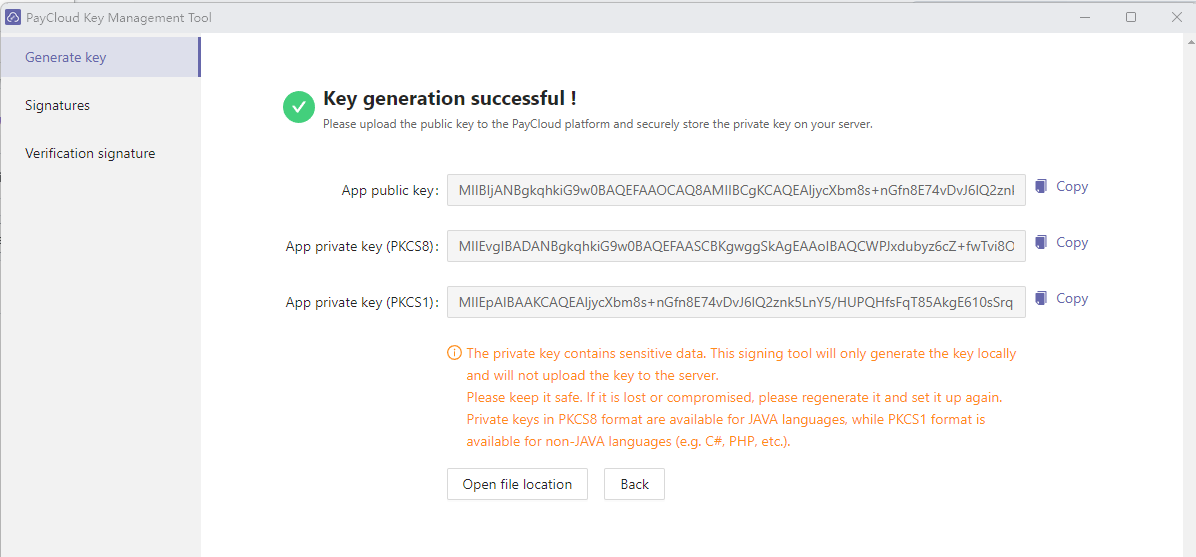 PayCloud Key Management Tool
Generate key
Signatures
Verification signature
Key generation successful !
Please upload the public key to the PayCloud platform and securely store the private key on your server.
App public key: MIIBIjANBgkqhkiG9w0BAQEFAAOCAQ8AMIIBCgKCAQEAljycXbm8s+nGfn8E74vDvJ6IQ2znl Copy
App private key (PKCS8): MIIEvgIBADANBgkqhkiG9w0BAQEFAASCBKgwggSkAgEAAoIBAQCWPJxdubyz6cZ+fwTvi8O Copy
App private key (PKCS1): MIIEpAIBAAKCAQEAljycXbm8s+nGfn8E74vDvJ6IQ2znk5LnY5/HUPQHfsFqT85AkgE610sSrq Copy
The private key contains sensitive data. This signing tool will only generate the key locally
and will not upload the key to the server.
Please keep it safe. If it is lost or compromised, please regenerate it and set it up again.
Private keys in PKCS8 format are available for JAVA languages, while PKCS1 format is
available for non-JAVA languages (e.g. C#, PHP, etc.).
Open file location Back